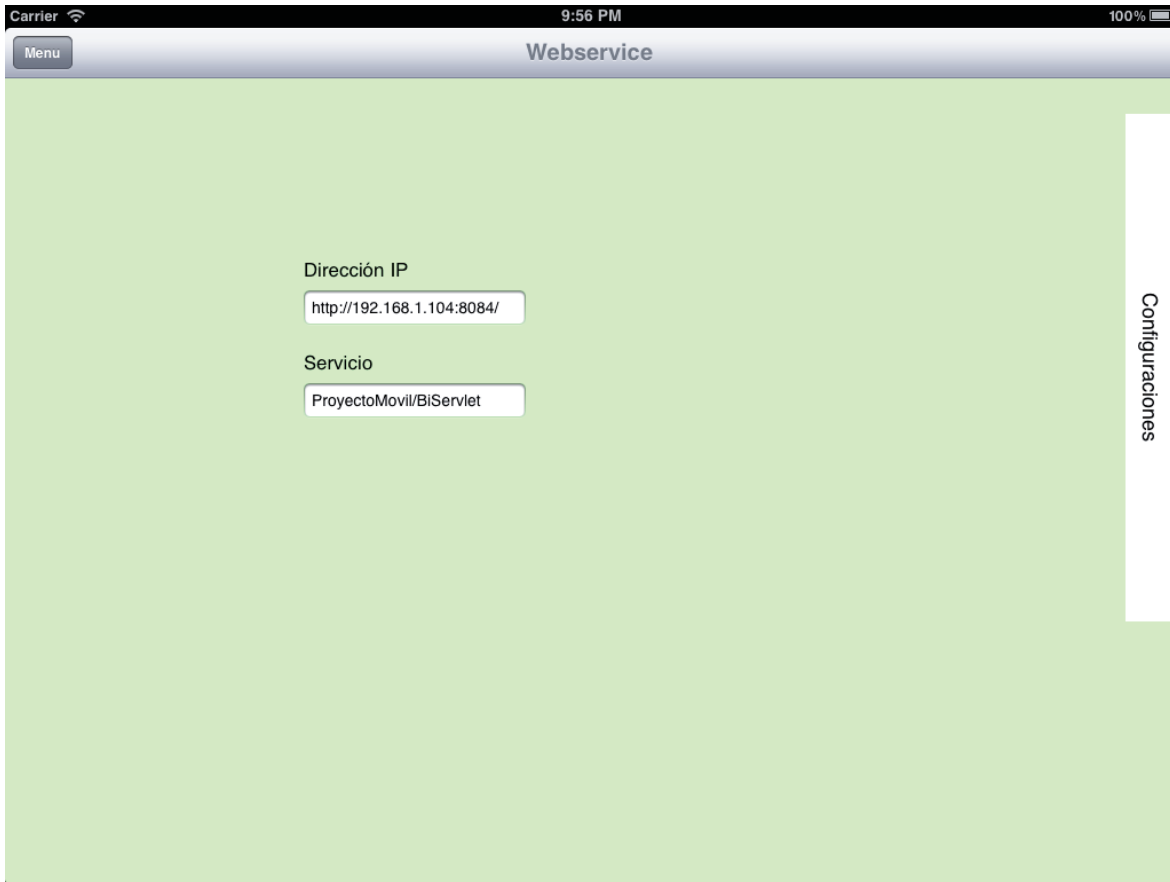 Carrier 9:56 PM 100%
Menu Webservice
Dirección IP
http://192.168.1.104:8084/
Servicio
ProyectoMovil/BiServlet
Configuraciones